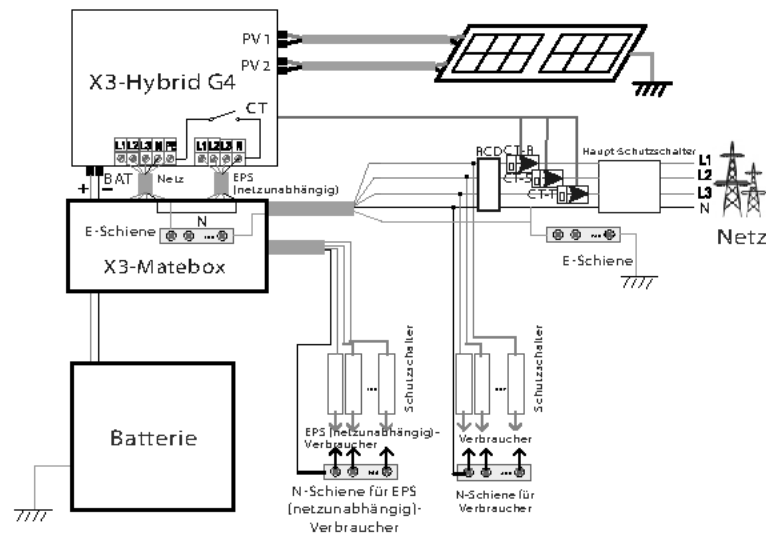 PV 1
PV 2
X3-Hybrid G4
CT
L1 L2 L3 N PE
L1 L2 L3 N
+ − BAT
Netz
EPS
(netzunabhängig)
RCD
CT-R
CT-S
CT-T
Haupt-Schutzschalter
L1
L2
L3
N
Netz
N
E-Schiene
X3-Matebox
E-Schiene
Batterie
Schutzschalter
Schutzschalter
EPS (netzunabhängig)-
Verbraucher
Verbraucher
N-Schiene für EPS
(netzunabhängig)-
Verbraucher
N-Schiene für
Verbraucher